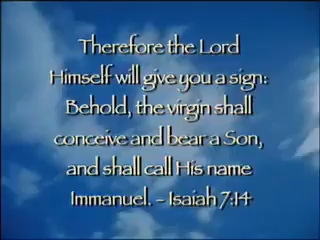 Therefore the Lord
Himself will give you a sign:
Behold, the virgin shall
conceive and bear a Son,
and shall call His name
Immanuel. - Isaiah 7:14